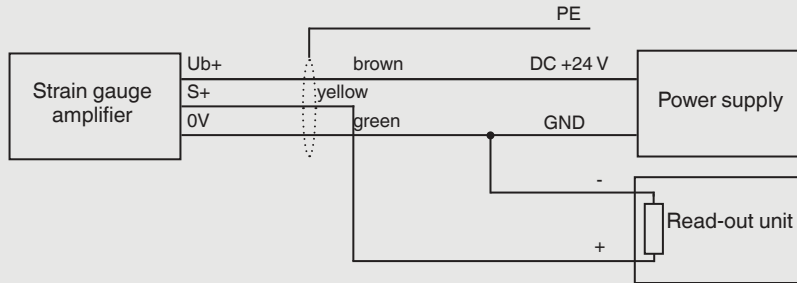 PE
Ub+ brown DC +24 V
S+ yellow
0V green GND
Strain gauge
amplifier
Power supply
-
Read-out unit
+